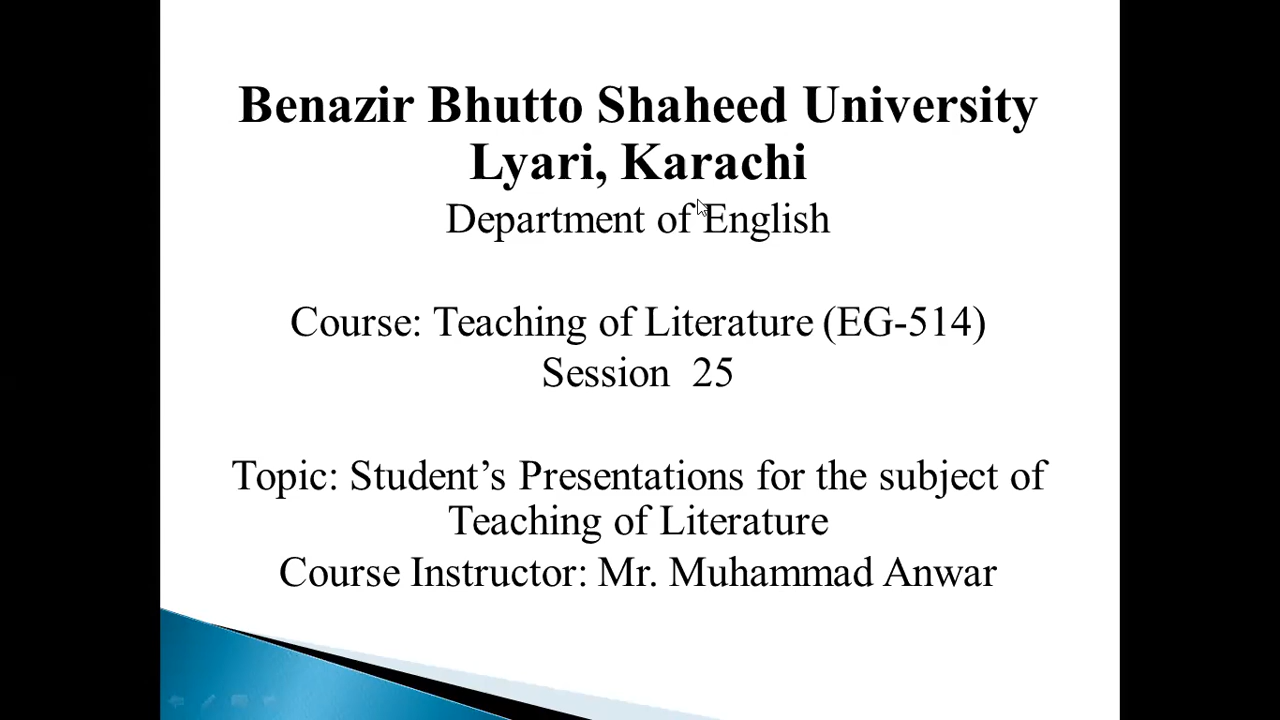 Benazir Bhutto Shaheed University
Lyari, Karachi
Department of English
Course: Teaching of Literature (EG-514)
Session 25
Topic: Student’s Presentations for the subject of
Teaching of Literature
Course Instructor: Mr. Muhammad Anwar